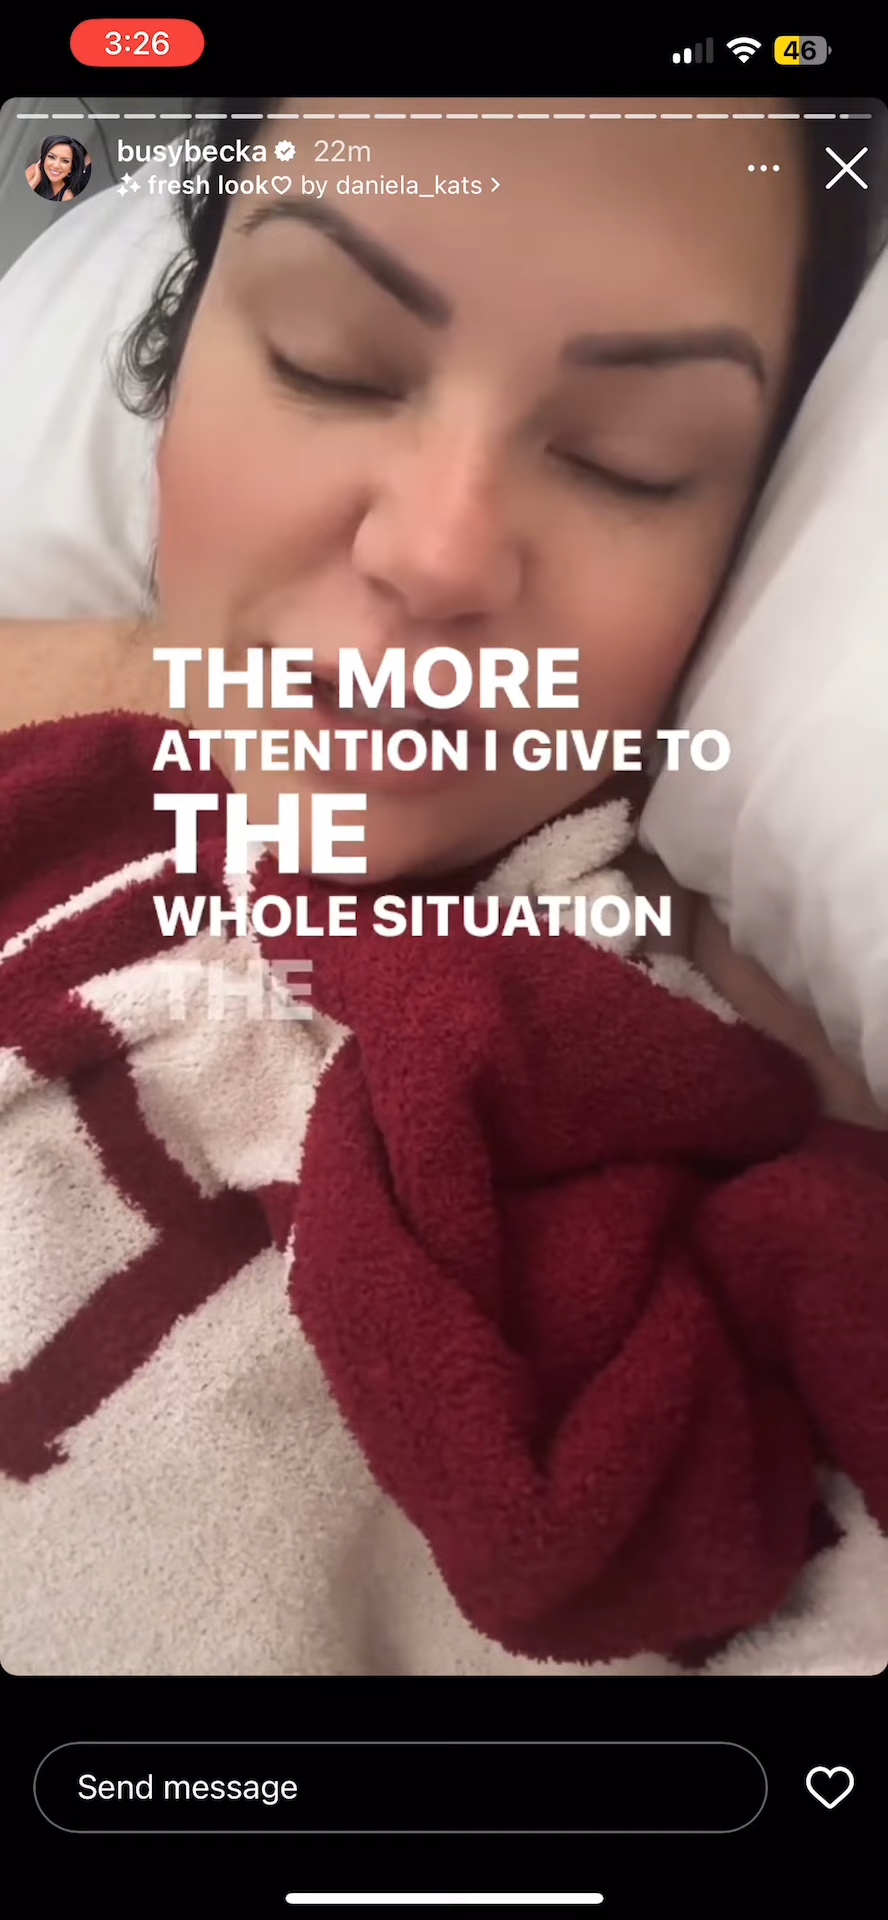 3:26
46
busybecka 22m
fresh look♡ by daniela_kats >
THE MORE
ATTENTION I GIVE TO
THE
WHOLE SITUATION
THE
Send message